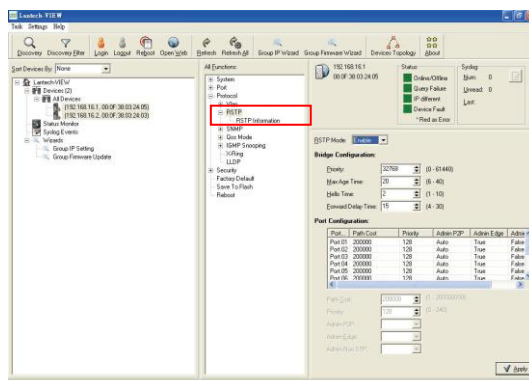 Lantech VIEW
Task Settings Help
Discovery Discovery Filter Login Logout Reboot Open Web Refresh Refresh All Group IP Wizard Group Firmware Wizard Devices Topology About
Sort Devices By: None
Lantech VIEW
Devices (2)
All Devices
(192.168.16.1, 00:0F:38:03:24:05)
(192.168.16.2, 00:0F:38:03:24:03)
Status Monitor
Syslog Events
Wizards
Group IP Setting
Group Firmware Update
All Functions:
System
Port
Protocol
Vlan
RSTP
RSTP Information
SNMP
Qos Mode
IGMP Snooping
X-Ring
LLDP
Security
Factory Default
Save To Flash
Reboot
192.168.16.1
00:0F:38:03:24:05
Status
Online/Offline
Query Failure
IP different
Device Fault
*Red as Error
Syslog
Num: 0
Unread: 0
Last:
RSTP Mode: Enable
Bridge Configuration:
Priority: 32768 (0 - 61440)
Max Age Time: 20 (6 - 40)
Hello Time: 2 (1 - 10)
Forward Delay Time: 15 (4 - 30)
Port Configuration:
Port... Path Cost Priority Admin P2P Admin Edge Admin
Port.01 200000 128 Auto True False
Port.02 200000 128 Auto True False
Port.03 200000 128 Auto True False
Port.04 200000 128 Auto True False
Port.05 200000 128 Auto True False
Port.06 200000 128 Auto True False
Path Cost: 200000 (1 - 200000000)
Priority: 128 (0 - 240)
Admin P2P:
Admin Edge:
Admin Non STP:
Apply